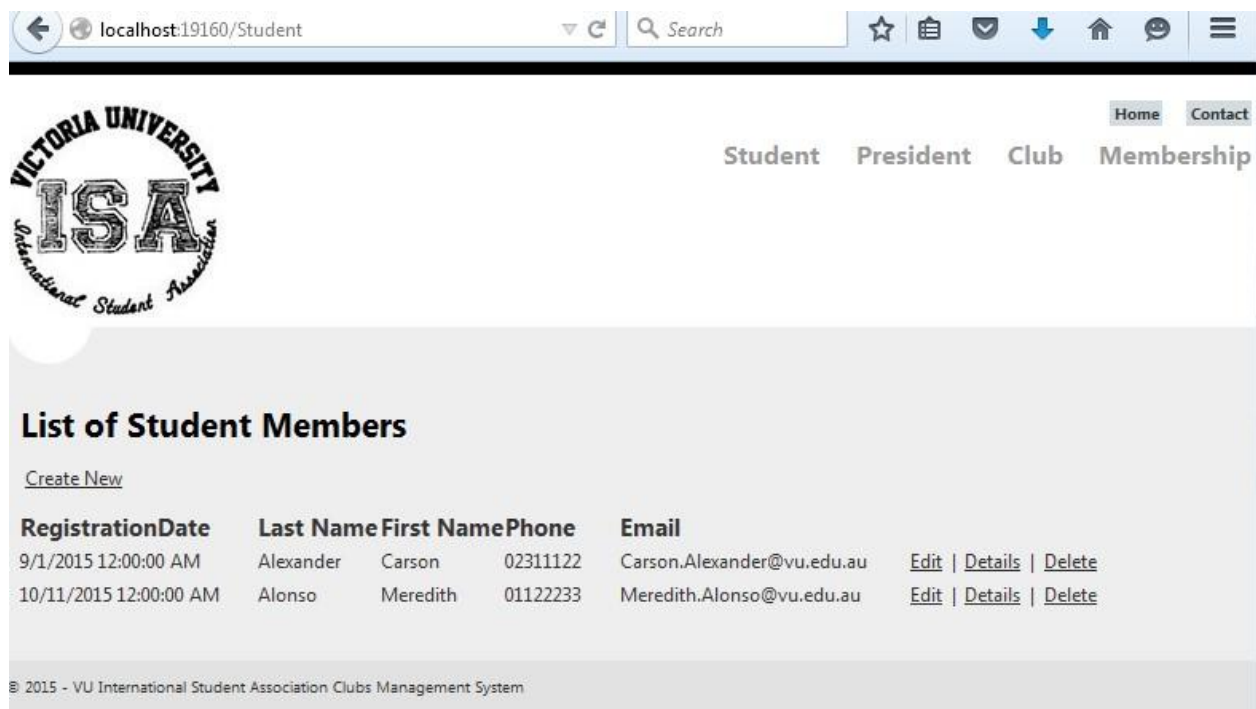 localhost:19160/Student
Search
VICTORIA UNIVERSITY
ISA
International Student Association
Home Contact
Student President Club Membership
List of Student Members
Create New
RegistrationDate Last Name First Name Phone Email
9/1/2015 12:00:00 AM Alexander Carson 02311122 Carson.Alexander@vu.edu.au Edit | Details | Delete
10/11/2015 12:00:00 AM Alonso Meredith 01122233 Meredith.Alonso@vu.edu.au Edit | Details | Delete
© 2015 - VU International Student Association Clubs Management System